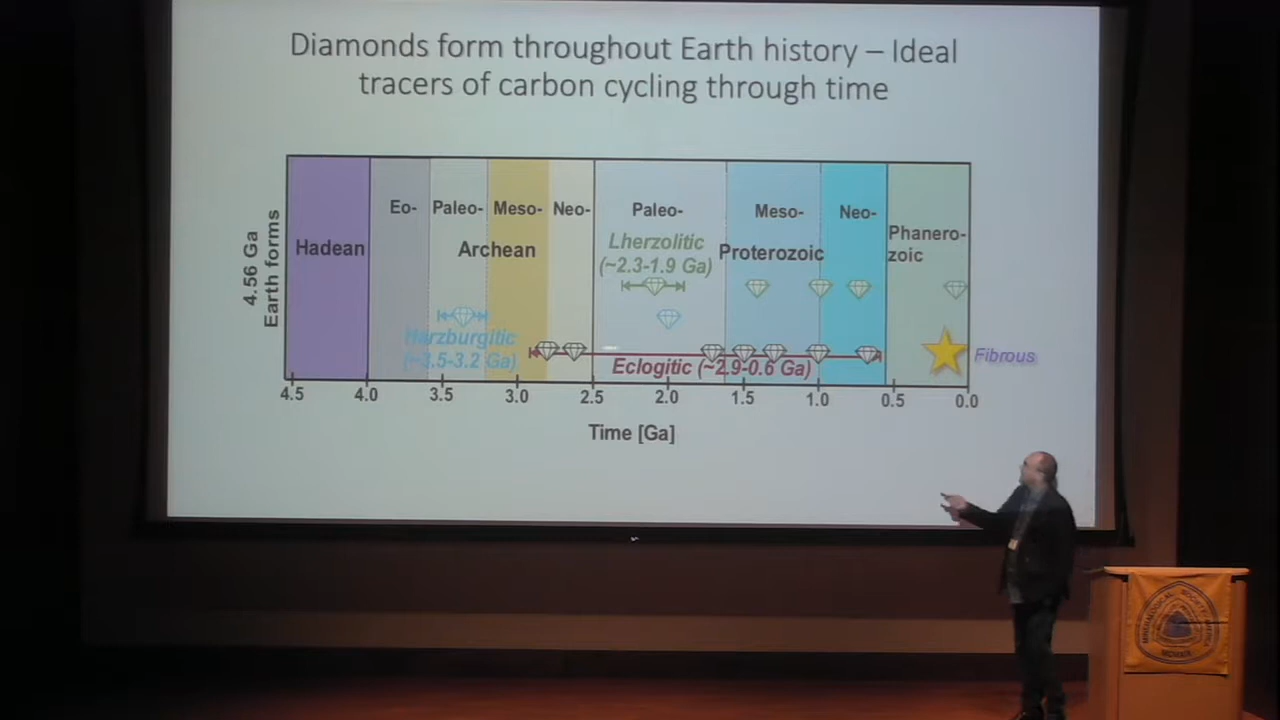 Diamonds form throughout Earth history – Ideal
tracers of carbon cycling through time
4.56 Ga
Earth forms
Hadean
Eo-
Paleo-
Meso-
Neo-
Archean
Paleo-
Meso-
Neo-
Proterozoic
Phanero-
zoic
Lherzolitic
(~2.3-1.9 Ga)
Harzburgitic
(~3.5-3.2 Ga)
Eclogitic (~2.9-0.6 Ga)
Fibrous
4.5 4.0 3.5 3.0 2.5 2.0 1.5 1.0 0.5 0.0
Time [Ga]
MINERALOGICAL SOCIETY